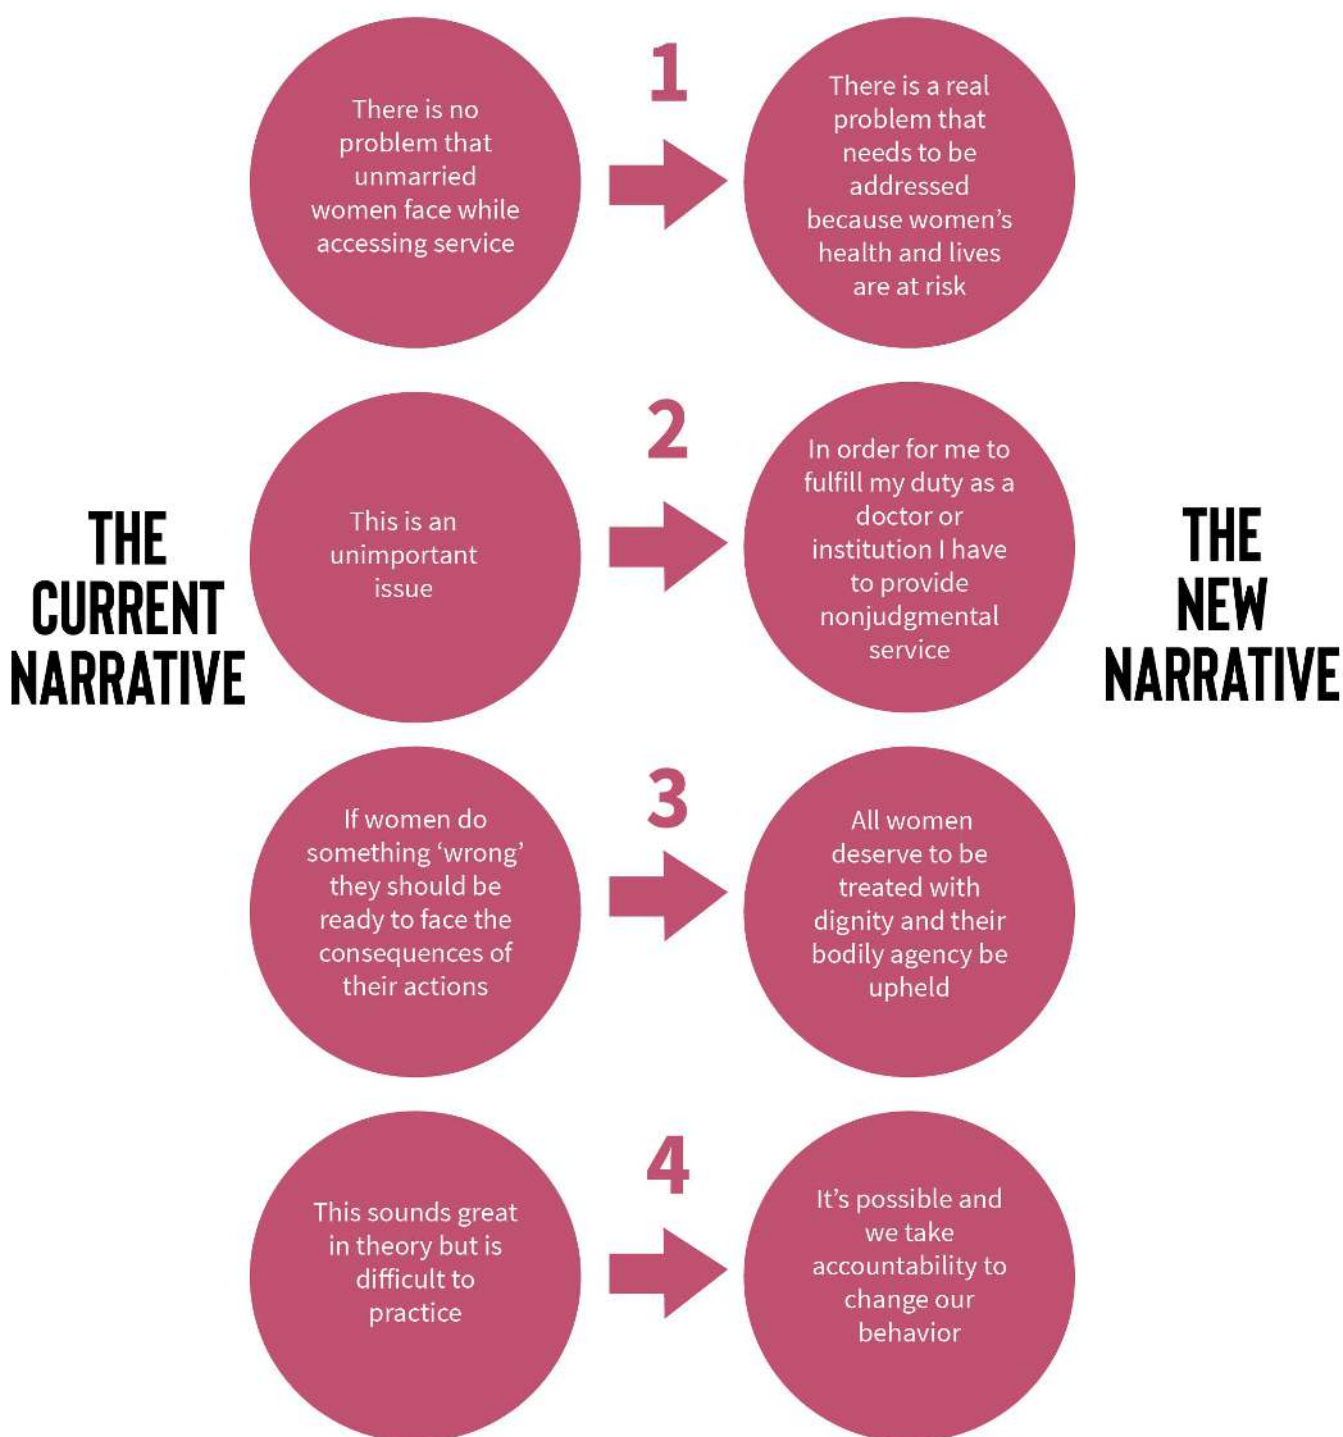 THE
CURRENT
NARRATIVE
There is no
problem that
unmarried
women face while
accessing service
1
There is a real
problem that
needs to be
addressed
because women’s
health and lives
are at risk
This is an
unimportant
issue
2
In order for me to
fulfill my duty as a
doctor or
institution I have
to provide
nonjudgmental
service
If women do
something ‘wrong’
they should be
ready to face the
consequences of
their actions
3
All women
deserve to be
treated with
dignity and their
bodily agency be
upheld
This sounds great
in theory but is
difficult to
practice
4
It’s possible and
we take
accountability to
change our
behavior
THE
NEW
NARRATIVE